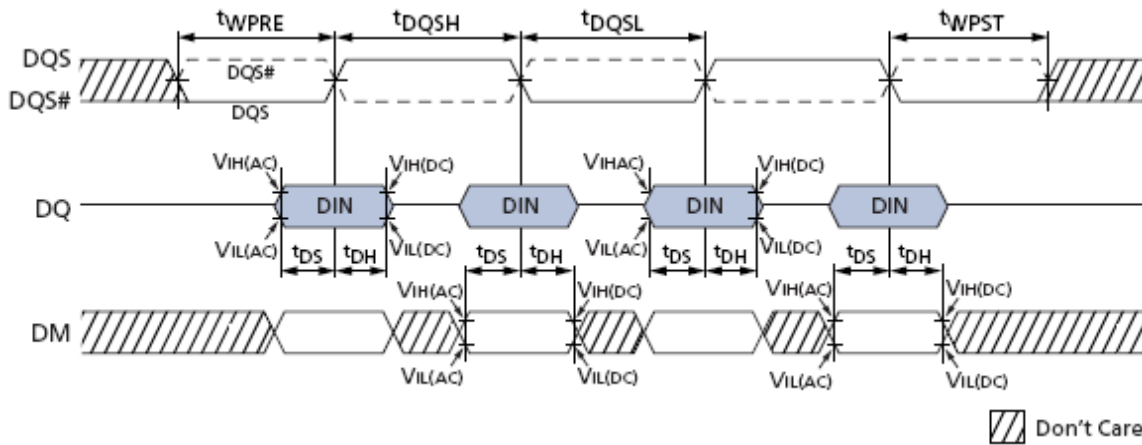 tWPRE tDQSH tDQSL tWPST
DQS
DQS#
DQS#
DQS
VIH(AC) VIH(DC) VIHAC) VIH(DC)
DQ DIN DIN DIN DIN
VIL(AC) VIL(DC) VIL(AC) VIL(DC)
tDS tDH tDS tDH tDS tDH tDS tDH
VIH(AC) VIH(DC) VIH(AC) VIH(DC)
DM
VIL(AC) VIL(DC) VIL(AC) VIL(DC)
Don't Care